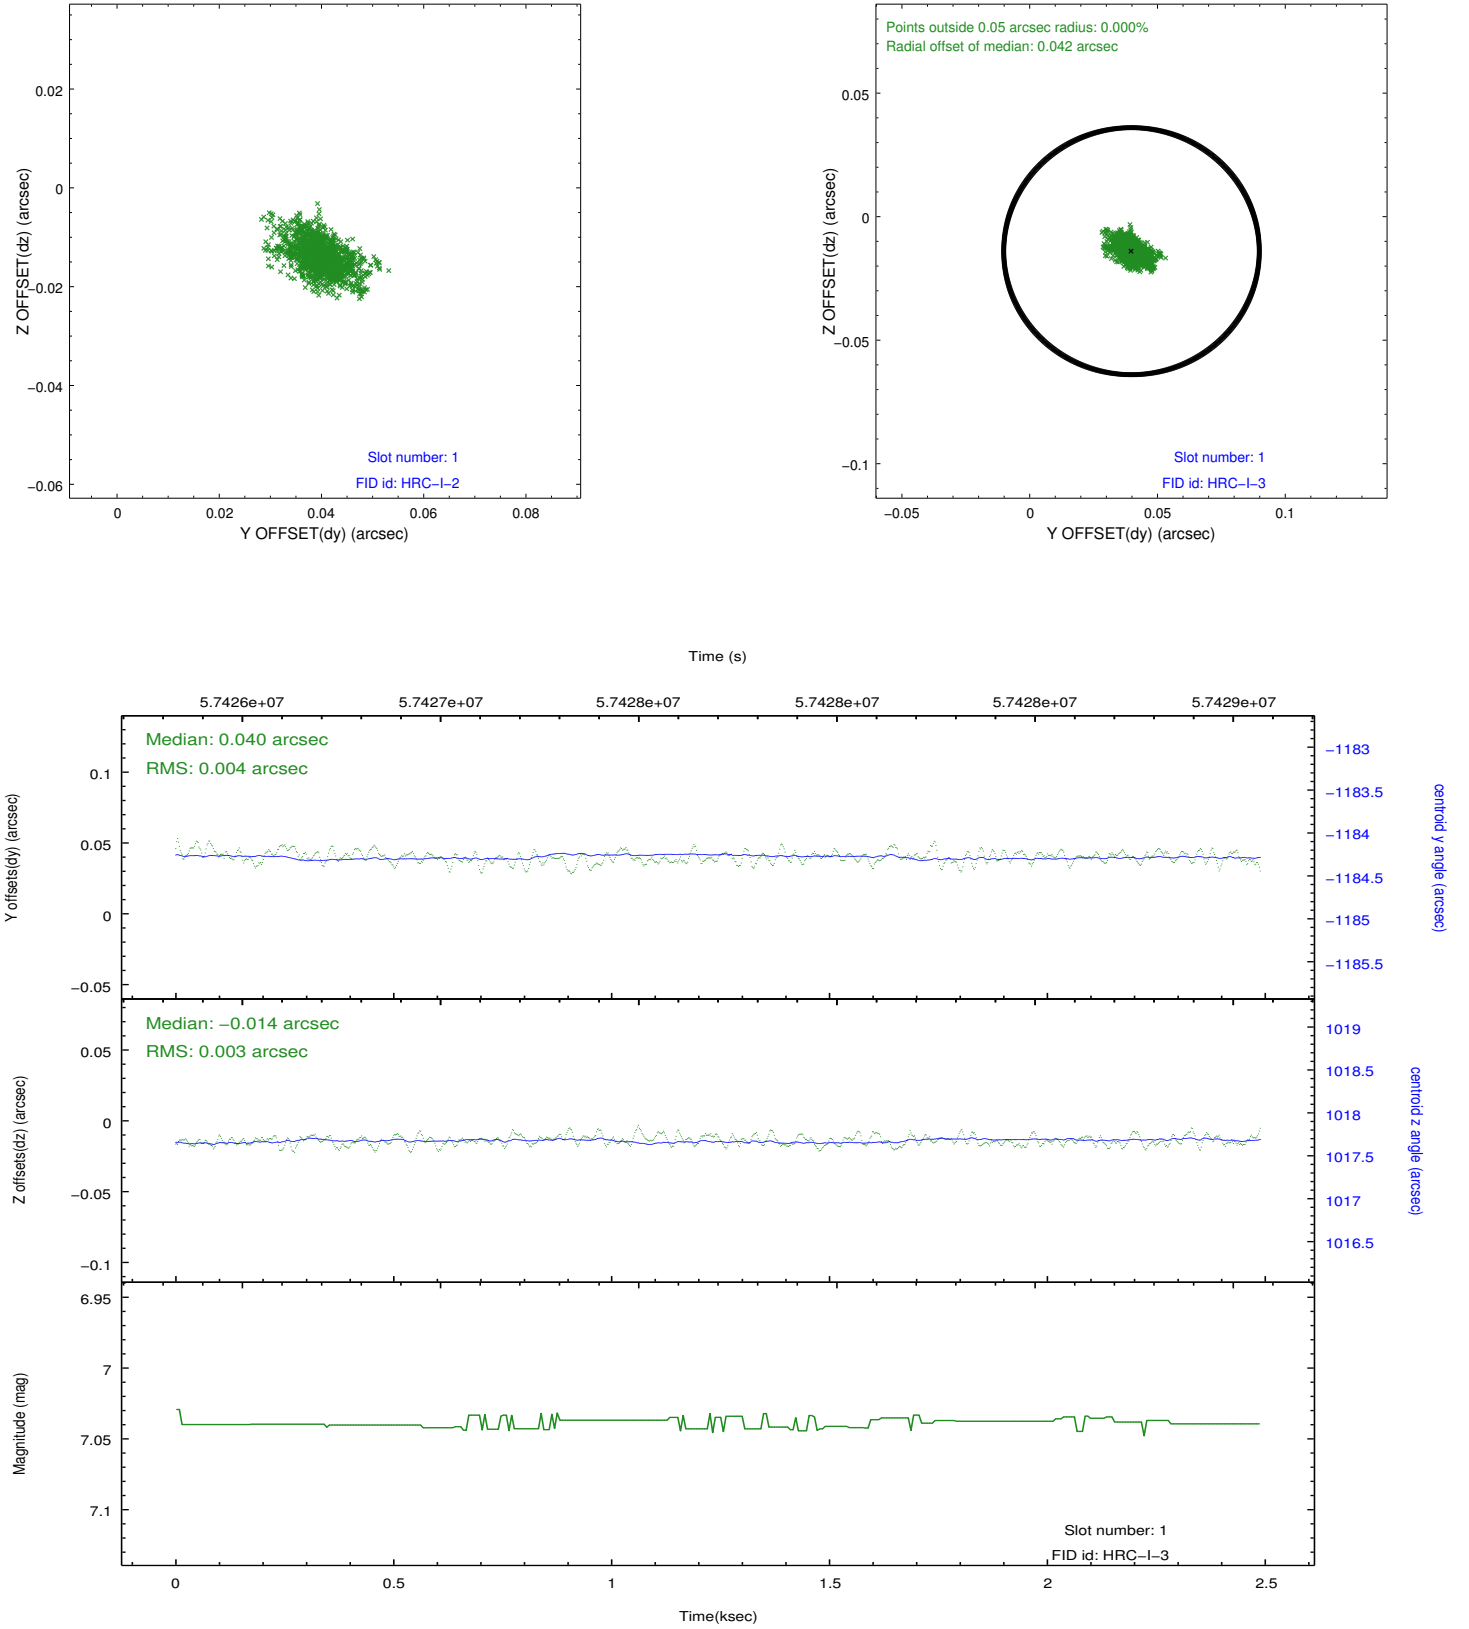 0.02
0
−0.02
−0.04
−0.06
Z OFFSET(dz) (arcsec)
Slot number: 1
FID id: HRC−I−2
0 0.02 0.04 0.06 0.08
Y OFFSET(dy) (arcsec)
Points outside 0.05 arcsec radius: 0.000%
Radial offset of median: 0.042 arcsec
0.05
0
−0.05
−0.1
Z OFFSET(dz) (arcsec)
Slot number: 1
FID id: HRC−I−3
−0.05 0 0.05 0.1
Y OFFSET(dy) (arcsec)
Time (s)
5.7426e+07 5.7427e+07 5.7428e+07 5.7428e+07 5.7428e+07 5.7429e+07
Median: 0.040 arcsec
RMS: 0.004 arcsec
0.1
0.05
0
−0.05
Y offsets(dy) (arcsec)
−1183
−1183.5
−1184
−1184.5
−1185
−1185.5
centroid y angle (arcsec)
Median: −0.014 arcsec
RMS: 0.003 arcsec
0.05
0
−0.05
−0.1
Z offsets(dz) (arcsec)
1019
1018.5
1018
1017.5
1017
1016.5
centroid z angle (arcsec)
6.95
7
7.05
7.1
Magnitude (mag)
Slot number: 1
FID id: HRC−I−3
0 0.5 1 1.5 2 2.5
Time(ksec)